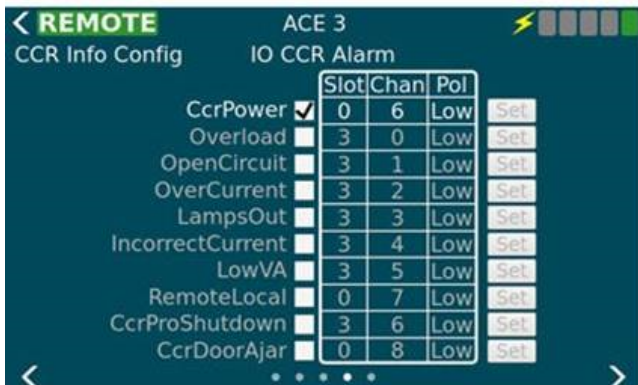 < REMOTE ACE 3
CCR Info Config IO CCR Alarm
Slot Chan Pol
CcrPower 0 6 Low Set
Overload 3 0 Low Set
OpenCircuit 3 1 Low Set
OverCurrent 3 2 Low Set
LampsOut 3 3 Low Set
IncorrectCurrent 3 4 Low Set
LowVA 3 5 Low Set
RemoteLocal 0 7 Low Set
CcrProShutdown 3 6 Low Set
CcrDoorAjar 0 8 Low Set
< >